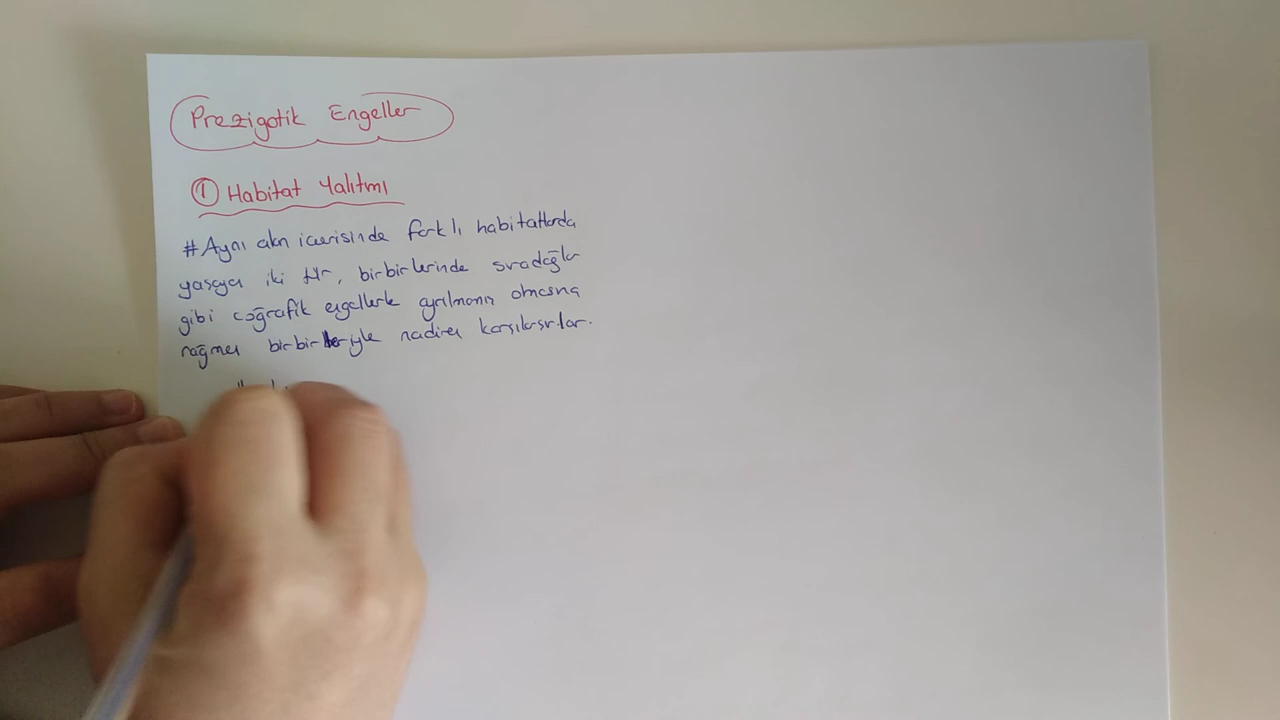 Prezigotik Engeller
① Habitat Yalıtımı
# Aynı alan içerisinde farklı habitatlarda
yaşayan iki tür, birbirlerinde sıradağlar
gibi coğrafik engellerle ayrılmamış olmasına
rağmen birbirleriyle nadiren karşılaşırlar.